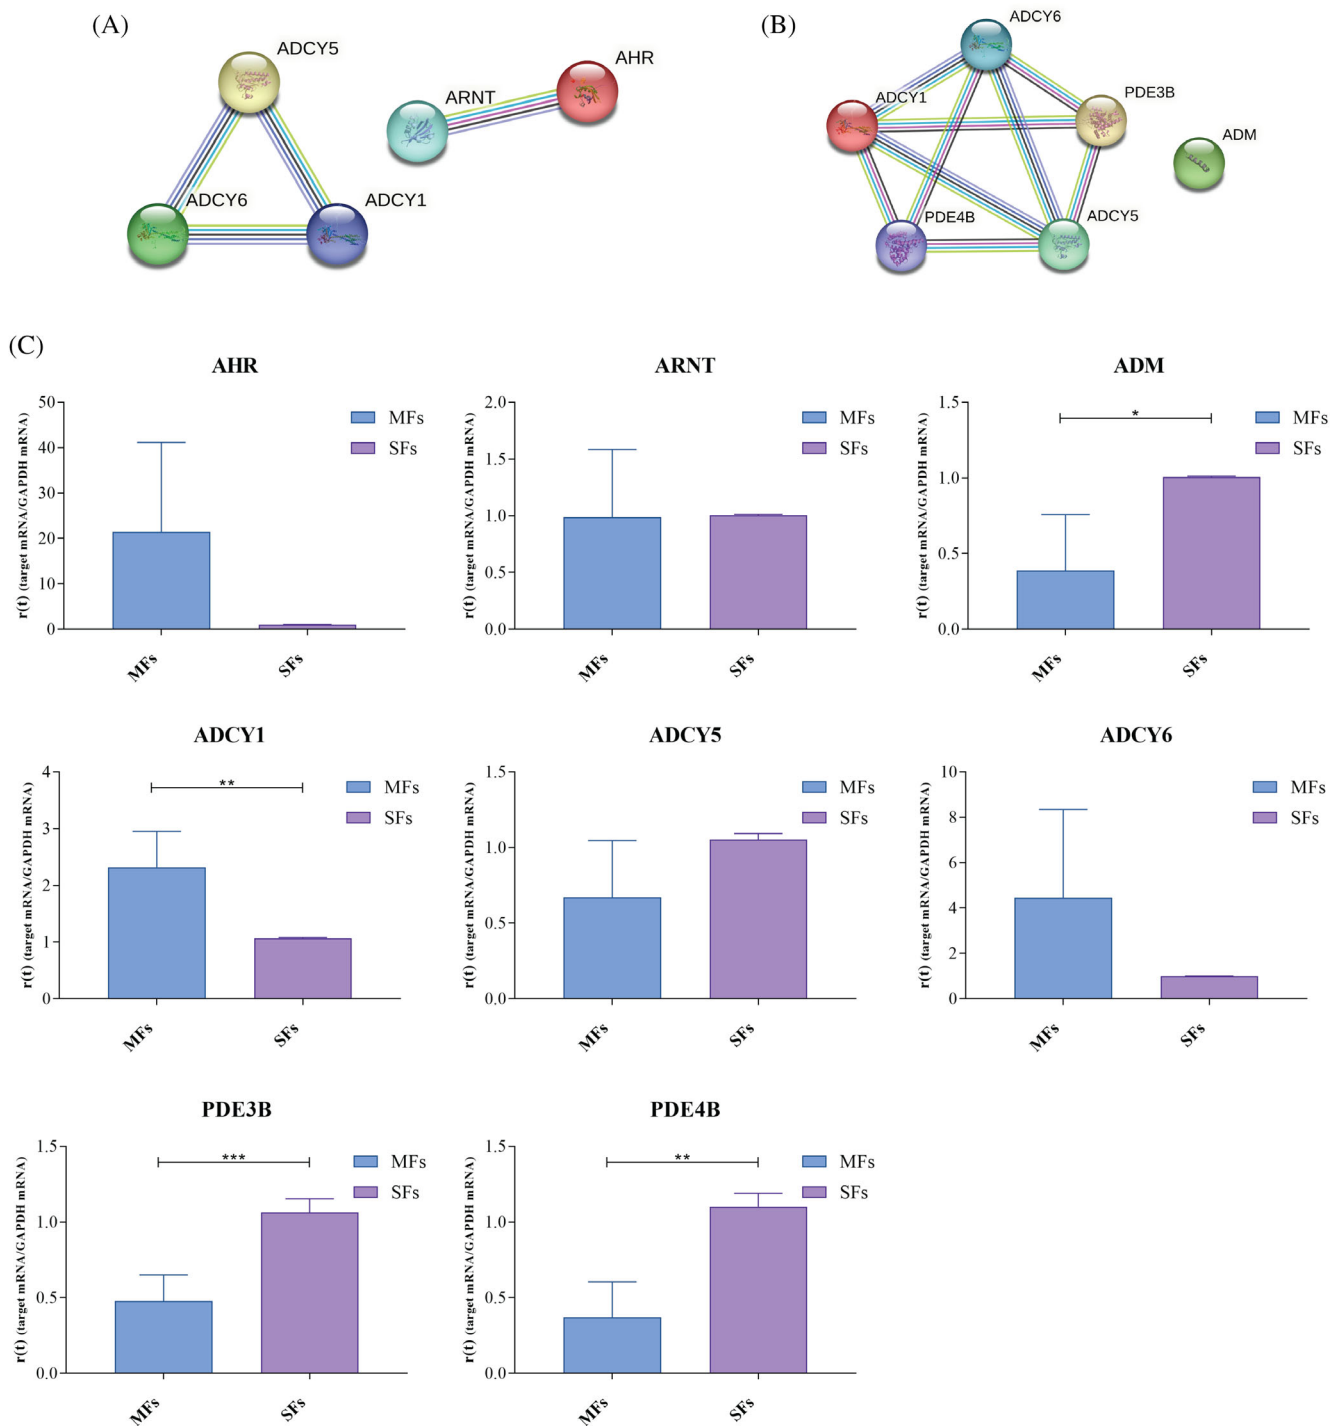 (A)
ADCY5
AHR
ARNT
ADCY6
ADCY1
(B)
ADCY6
ADCY1
PDE3B
ADM
PDE4B
ADCY5
(C)
AHR
r(t) (target mRNA/GAPDH mRNA)
50
40
30
20
10
0
MFs
SFs
MFs
SFs
ARNT
r(t) (target mRNA/GAPDH mRNA)
2.0
1.5
1.0
0.5
0.0
MFs
SFs
MFs
SFs
ADM
r(t) (target mRNA/GAPDH mRNA)
1.5
1.0
0.5
0.0
*
MFs
SFs
MFs
SFs
ADCY1
r(t) (target mRNA/GAPDH mRNA)
4
3
2
1
0
**
MFs
SFs
MFs
SFs
ADCY5
r(t) (target mRNA/GAPDH mRNA)
1.5
1.0
0.5
0.0
MFs
SFs
MFs
SFs
ADCY6
r(t) (target mRNA/GAPDH mRNA)
10
8
6
4
2
0
MFs
SFs
MFs
SFs
PDE3B
r(t) (target mRNA/GAPDH mRNA)
1.5
1.0
0.5
0.0
***
MFs
SFs
MFs
SFs
PDE4B
r(t) (target mRNA/GAPDH mRNA)
1.5
1.0
0.5
0.0
**
MFs
SFs
MFs
SFs